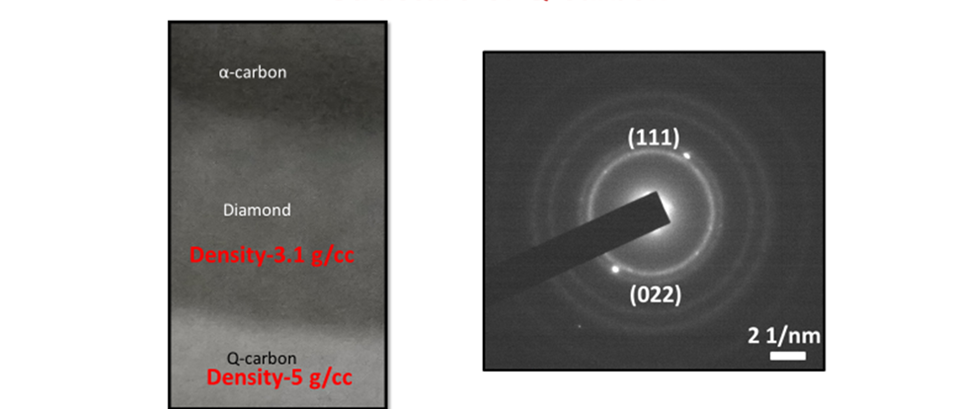 α-carbon
Diamond
Density-3.1 g/cc
Q-carbon
Density-5 g/cc
(111)
(022)
2 1/nm